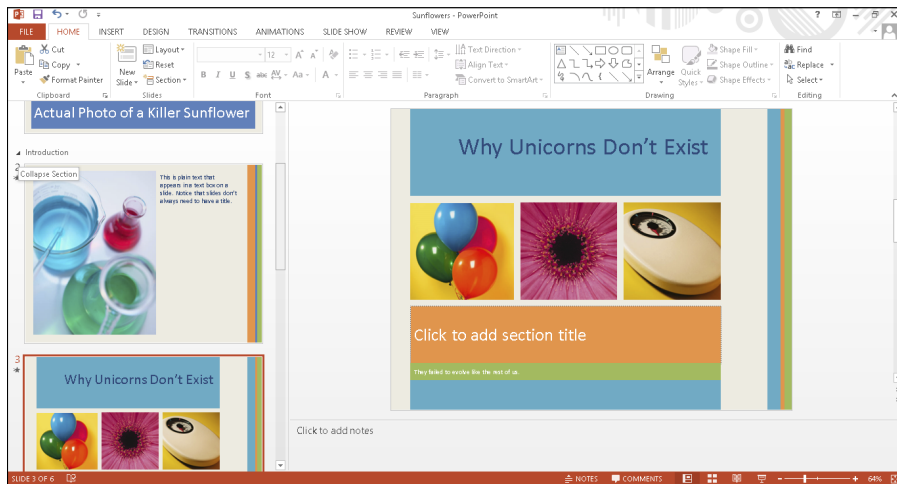 Sunflowers - PowerPoint
FILE HOME INSERT DESIGN TRANSITIONS ANIMATIONS SLIDE SHOW REVIEW VIEW
Paste
Cut
Copy
Format Painter
Clipboard
New
Slide
Layout
Reset
Section
Slides
12
B I U S abc AV Aa A
Font
Text Direction
Align Text
Convert to SmartArt
Paragraph
Arrange
Quick
Styles
Shape Fill
Shape Outline
Shape Effects
Drawing
Find
Replace
Select
Editing
Actual Photo of a Killer Sunflower
Introduction
2
Collapse Section
This is plain text that
appears in a text box on a
slide. Notice that slides don't
always need to have a title.
3
Why Unicorns Don't Exist
Why Unicorns Don't Exist
Click to add section title
They failed to evolve like the rest of us.
Click to add notes
SLIDE 3 OF 6
NOTES
COMMENTS
64%